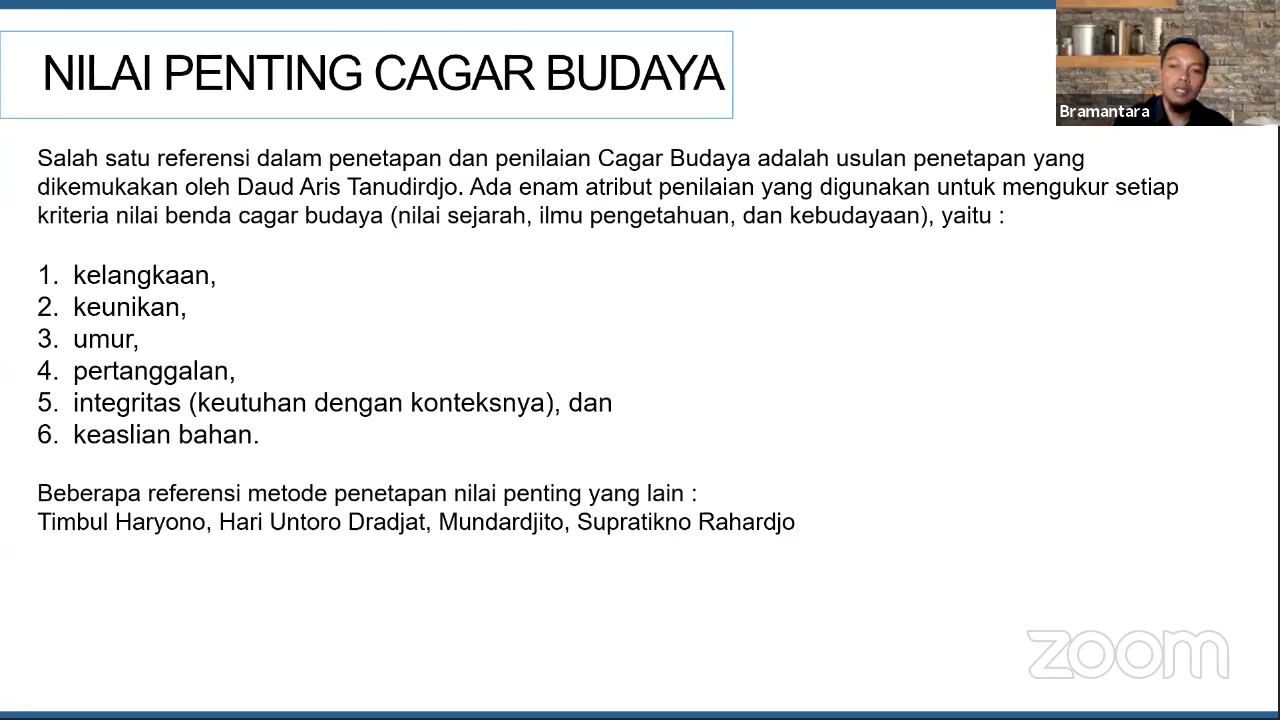 NILAI PENTING CAGAR BUDAYA
Bramantara
Salah satu referensi dalam penetapan dan penilaian Cagar Budaya adalah usulan penetapan yang
dikemukakan oleh Daud Aris Tanudirdjo. Ada enam atribut penilaian yang digunakan untuk mengukur setiap
kriteria nilai benda cagar budaya (nilai sejarah, ilmu pengetahuan, dan kebudayaan), yaitu :
1. kelangkaan,
2. keunikan,
3. umur,
4. pertanggalan,
5. integritas (keutuhan dengan konteksnya), dan
6. keaslian bahan.
Beberapa referensi metode penetapan nilai penting yang lain :
Timbul Haryono, Hari Untoro Dradjat, Mundardjito, Supratikno Rahardjo
zoom